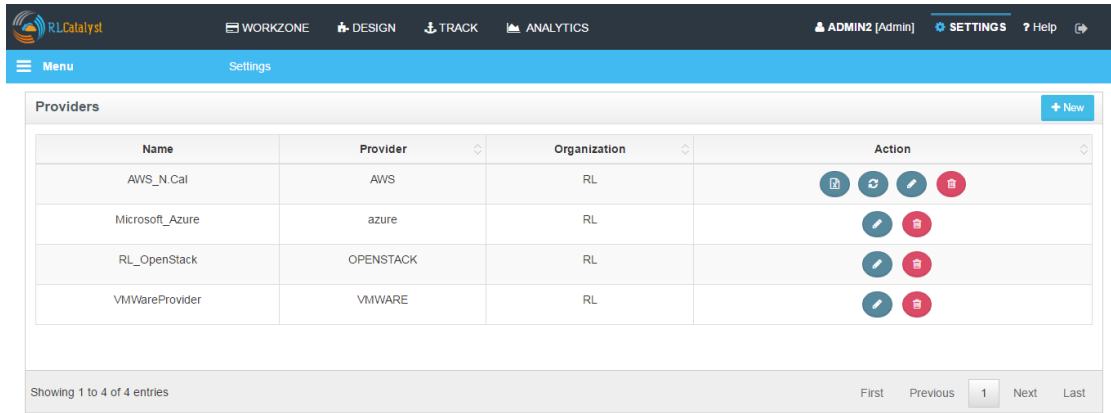 RLCatalyst WORKZONE DESIGN TRACK ANALYTICS ADMIN2 [Admin] SETTINGS ? Help
Menu Settings
Providers + New
Name Provider Organization Action
AWS_N.Cal AWS RL
Microsoft_Azure azure RL
RL_OpenStack OPENSTACK RL
VMWareProvider VMWARE RL
Showing 1 to 4 of 4 entries First Previous 1 Next Last